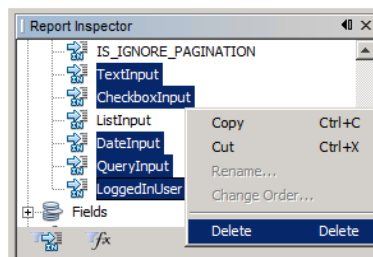 Report Inspector
IS_IGNORE_PAGINATION
TextInput
CheckboxInput
ListInput
DateInput
QueryInput
LoggedInUser
Fields
fx
Copy Ctrl+C
Cut Ctrl+X
Rename...
Change Order...
Delete Delete